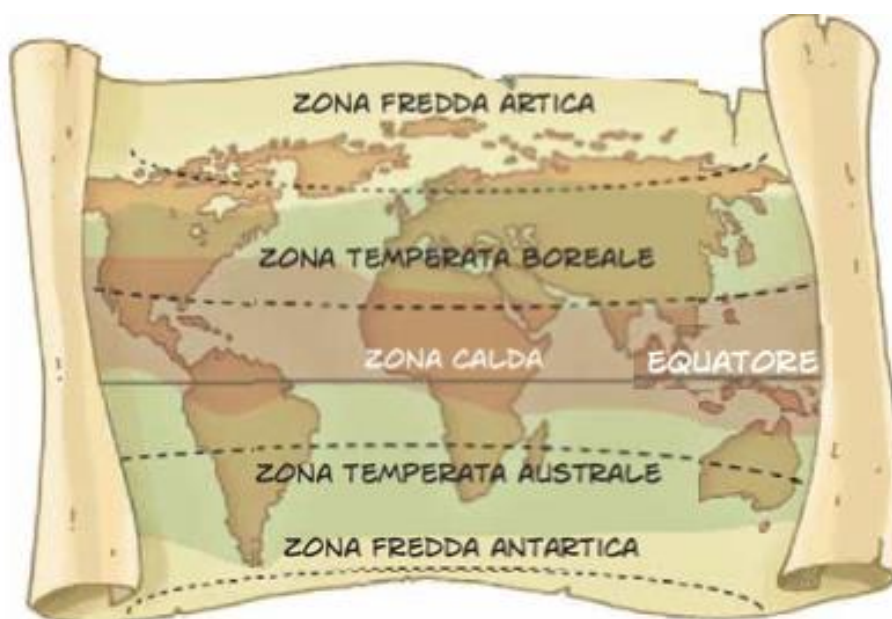 ZONA FREDDA ARTICA
ZONA TEMPERATA BOREALE
ZONA CALDA
EQUATORE
ZONA TEMPERATA AUSTRALE
ZONA FREDDA ANTARTICA